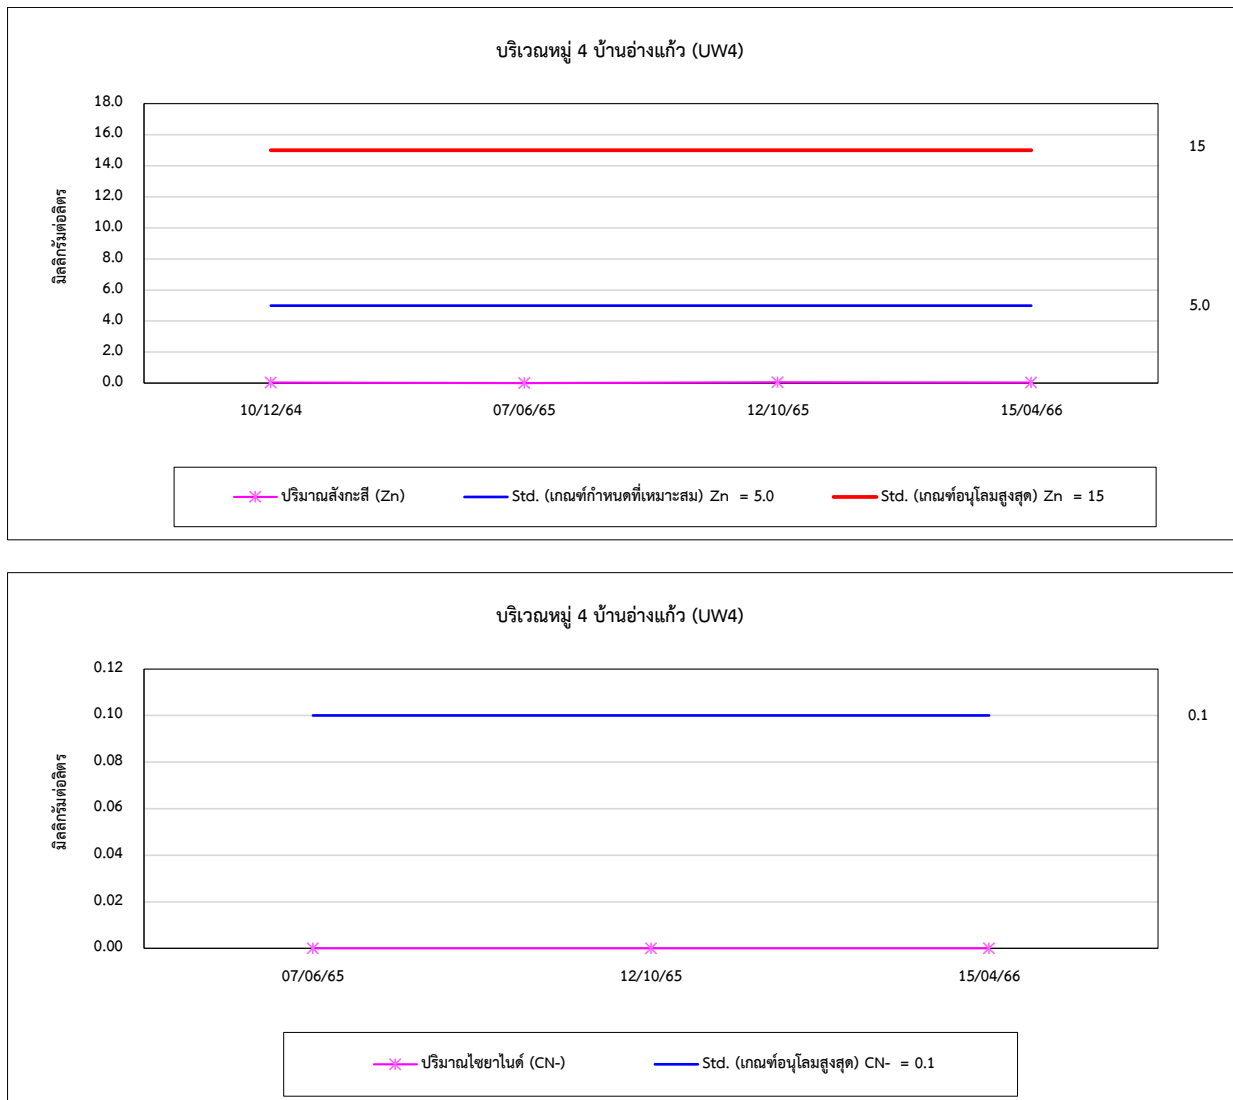 บริเวณหมู่ 4 บ้านอ่างแก้ว (UW4)
มิลลิกรัมต่อลิตร
18.0
16.0
14.0
12.0
10.0
8.0
6.0
4.0
2.0
0.0
15
5.0
10/12/64 07/06/65 12/10/65 15/04/66
ปริมาณสังกะสี (Zn) Std. (เกณฑ์กำหนดที่เหมาะสม) Zn = 5.0 Std. (เกณฑ์อนุโลมสูงสุด) Zn = 15
บริเวณหมู่ 4 บ้านอ่างแก้ว (UW4)
มิลลิกรัมต่อลิตร
0.12
0.10
0.08
0.06
0.04
0.02
0.00
0.1
07/06/65 12/10/65 15/04/66
ปริมาณไซยาไนด์ (CN-) Std. (เกณฑ์อนุโลมสูงสุด) CN- = 0.1